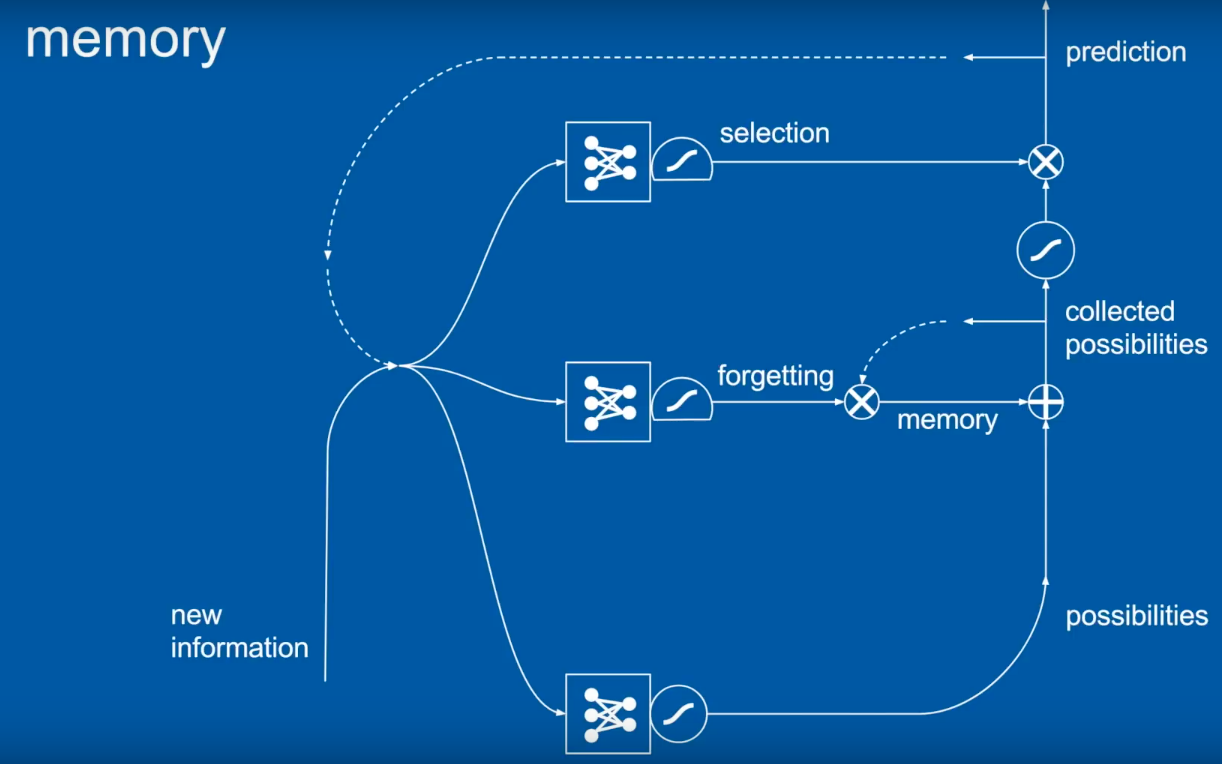 memory
prediction
selection
collected
possibilities
forgetting
memory
new
information
possibilities